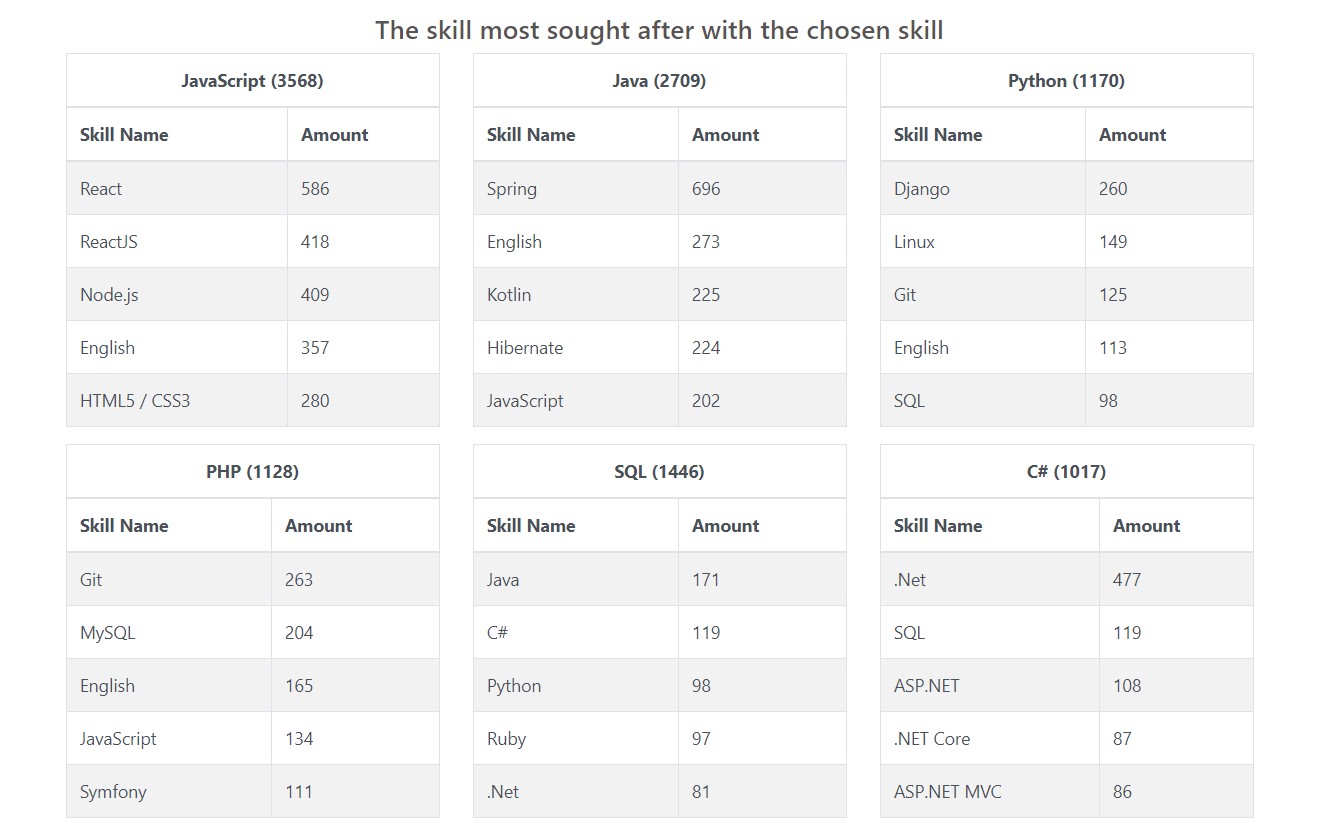 The skill most sought after with the chosen skill
JavaScript (3568)
Skill Name Amount
React 586
ReactJS 418
Node.js 409
English 357
HTML5 / CSS3 280
Java (2709)
Skill Name Amount
Spring 696
English 273
Kotlin 225
Hibernate 224
JavaScript 202
Python (1170)
Skill Name Amount
Django 260
Linux 149
Git 125
English 113
SQL 98
PHP (1128)
Skill Name Amount
Git 263
MySQL 204
English 165
JavaScript 134
Symfony 111
SQL (1446)
Skill Name Amount
Java 171
C# 119
Python 98
Ruby 97
.Net 81
C# (1017)
Skill Name Amount
.Net 477
SQL 119
ASP.NET 108
.NET Core 87
ASP.NET MVC 86